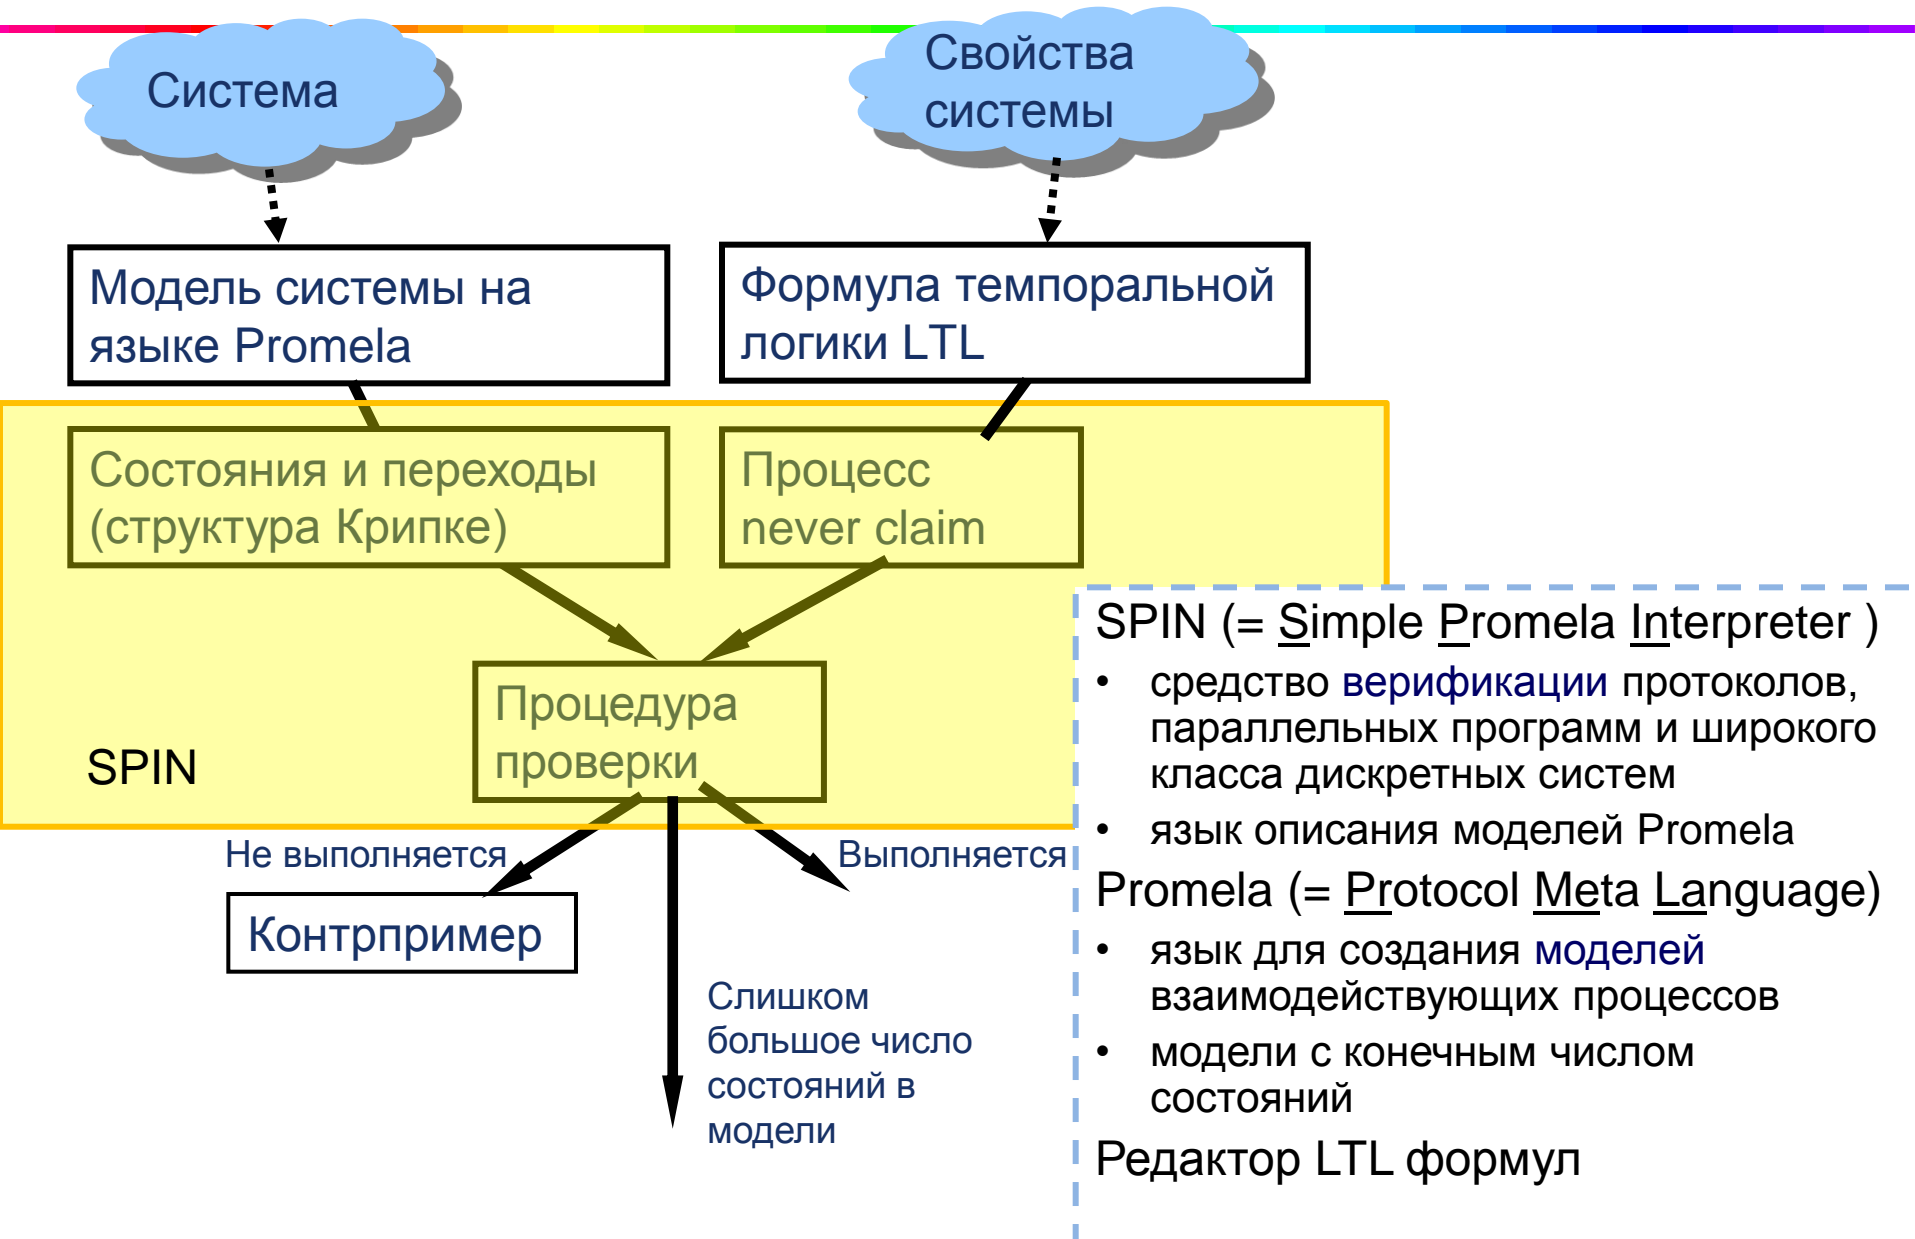 Система
Свойства
системы
Модель системы на
языке Promela
Формула темпоральной
логики LTL
Состояния и переходы
(структура Крипке)
Процесс
never claim
Процедура
проверки
SPIN
Не выполняется
Выполняется
Контрпример
Слишком
большое число
состояний в
модели
SPIN (= Simple Promela Interpreter )
• средство верификации протоколов,
параллельных программ и широкого
класса дискретных систем
• язык описания моделей Promela
Promela (= Protocol Meta Language)
• язык для создания моделей
взаимодействующих процессов
• модели с конечным числом
состояний
Редактор LTL формул